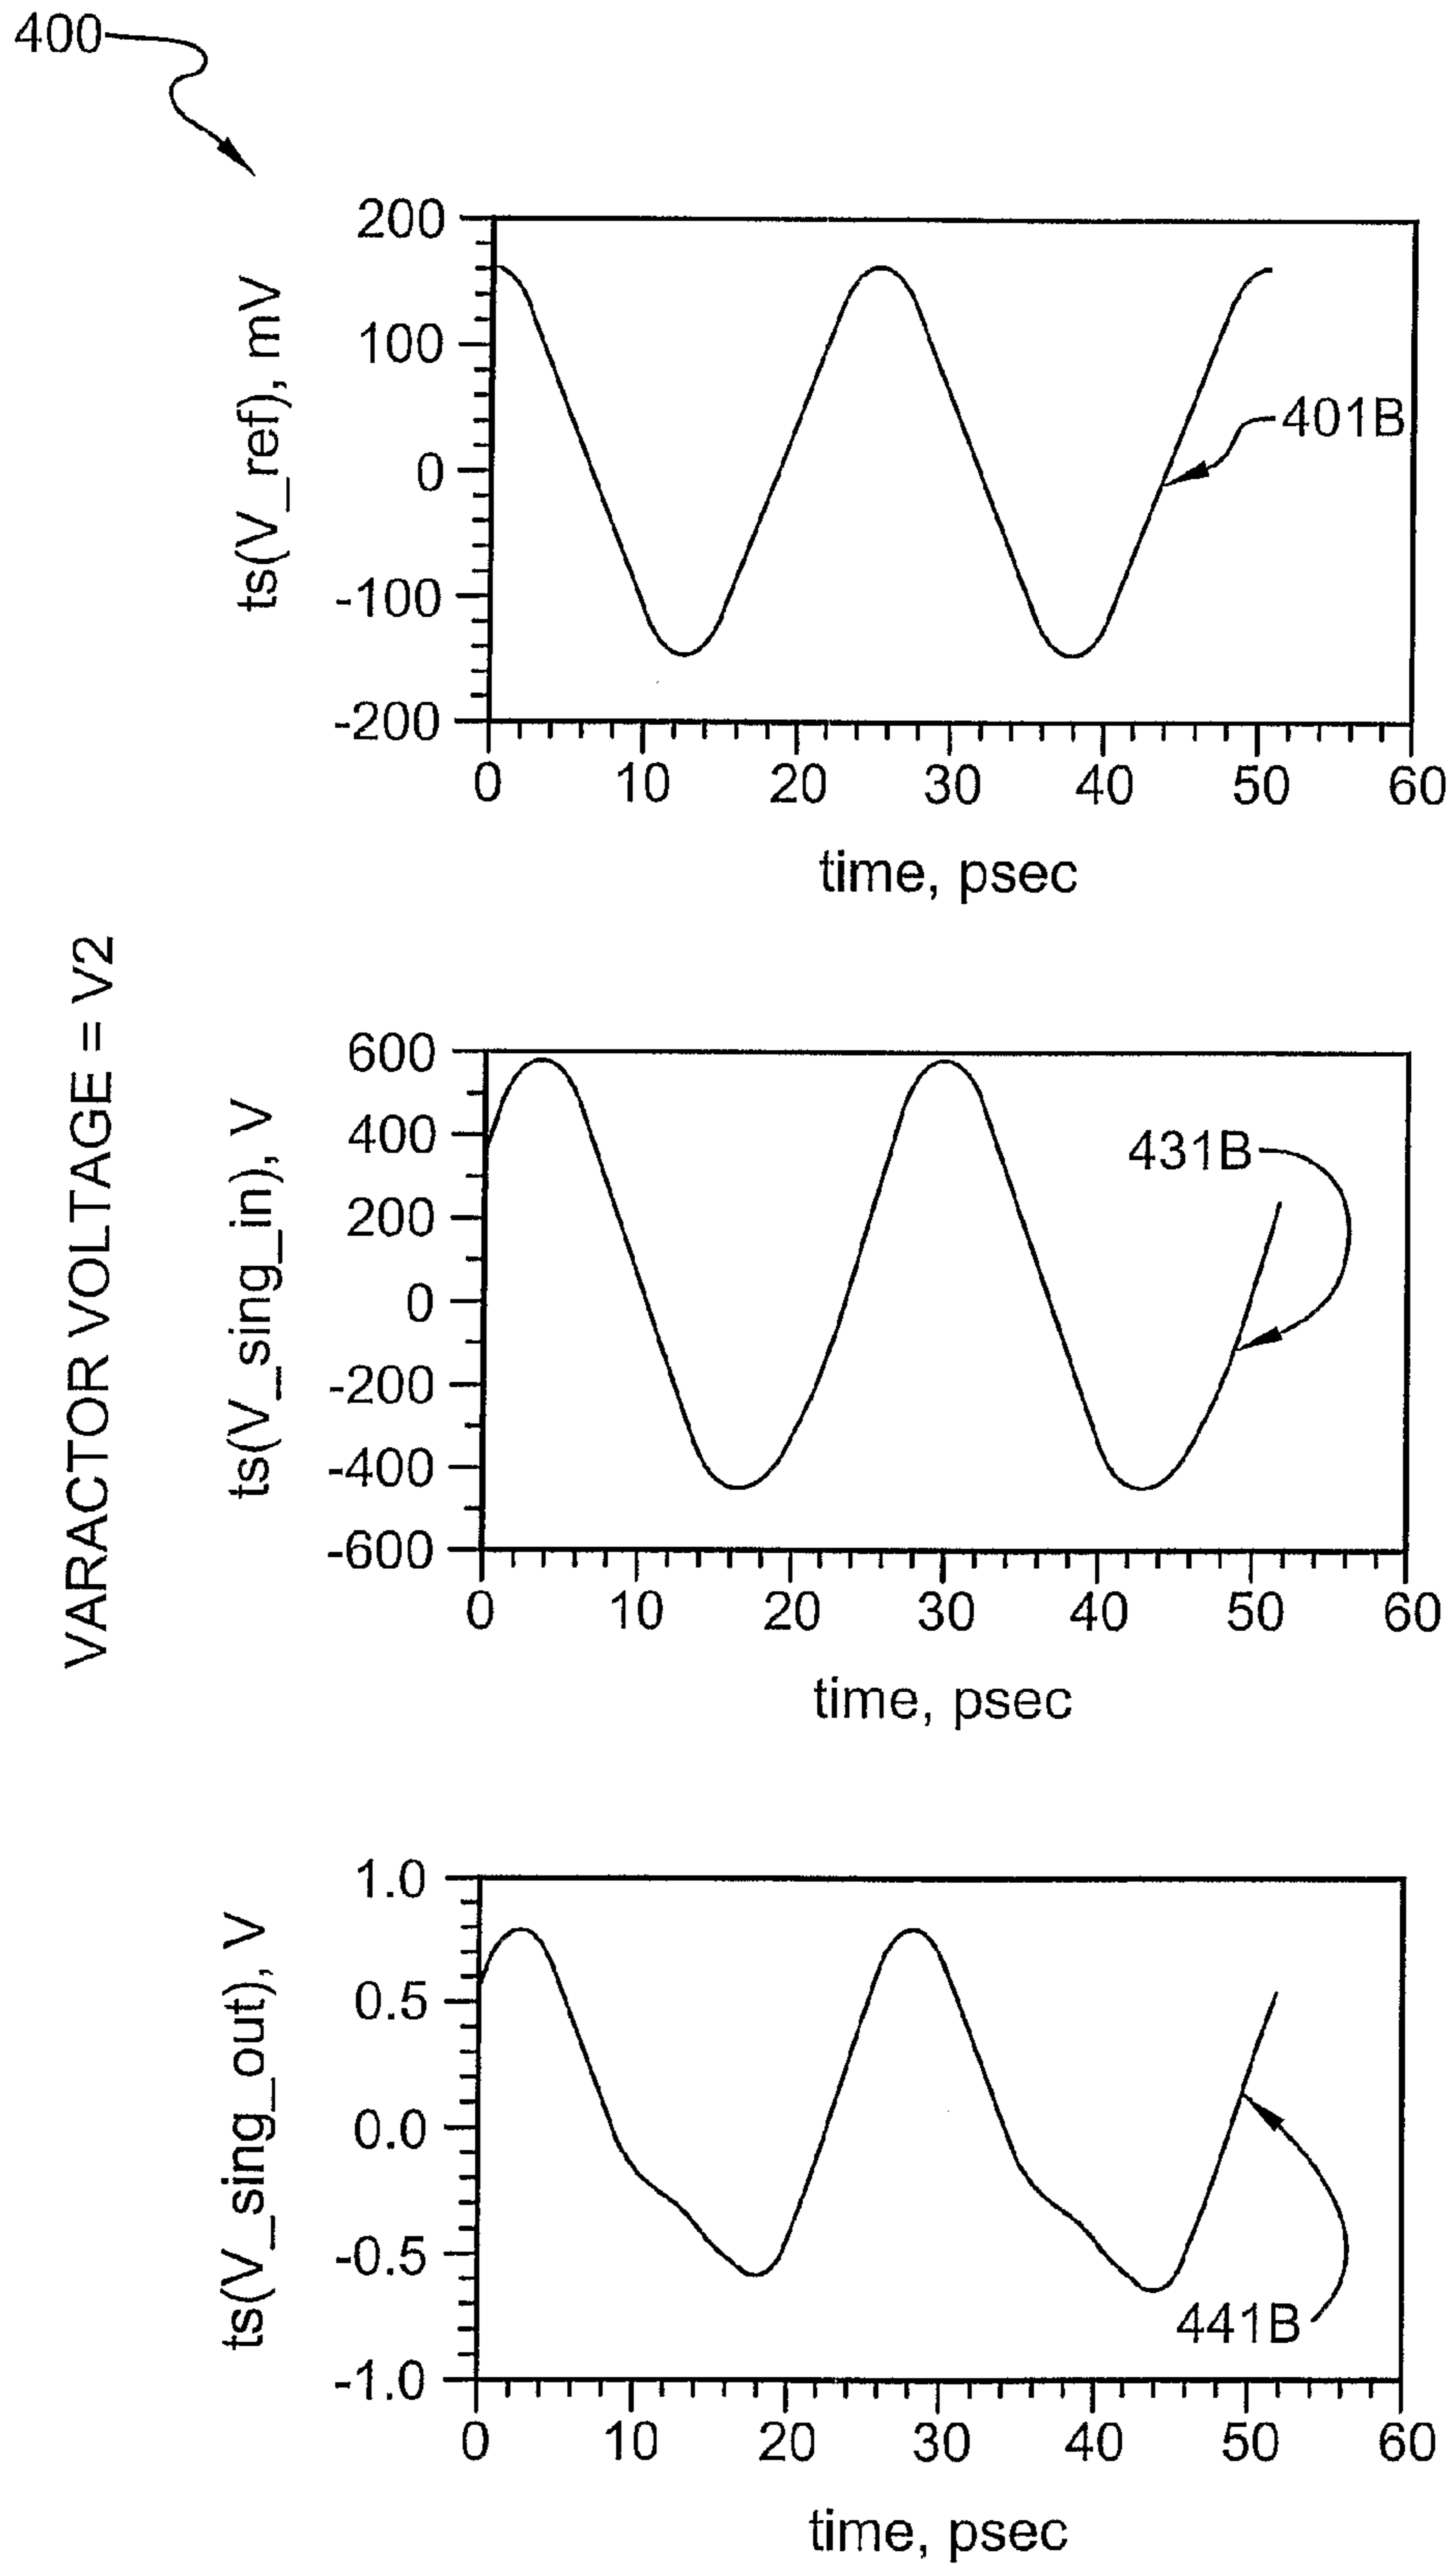 400
VARACTOR VOLTAGE = V2
ts(V_ref), mV
200
100
0
-100
-200
401B
0 10 20 30 40 50 60
time, psec
ts(V_sing_in), V
600
400
200
0
-200
-400
-600
431B
0 10 20 30 40 50 60
time, psec
ts(V_sing_out), V
1.0
0.5
0.0
-0.5
-1.0
441B
0 10 20 30 40 50 60
time, psec